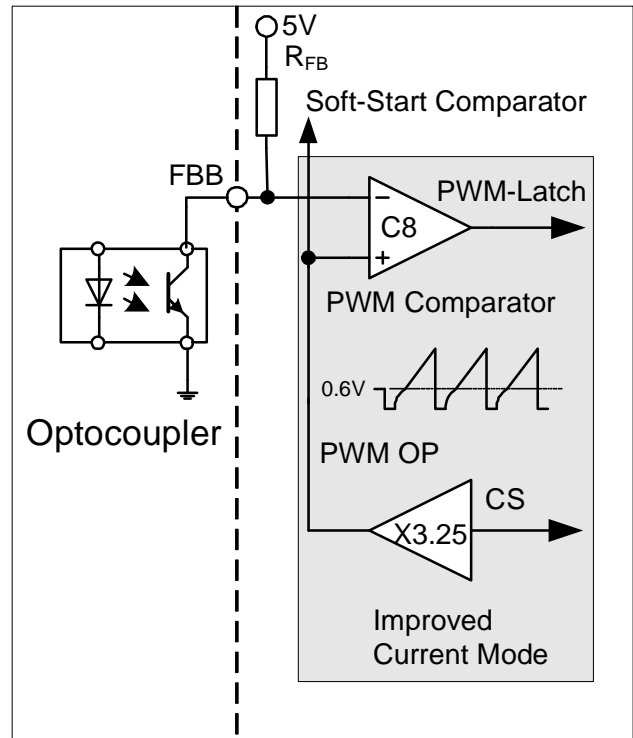 5V
RFB
Soft-Start Comparator
FBB
PWM-Latch
−
C8
+
PWM Comparator
0.6V
Optocoupler
PWM OP
CS
X3.25
Improved
Current Mode